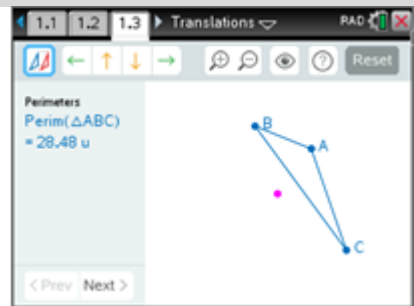 1.1 1.2 1.3 Translations RAD
Reset
Perimeters
Perim(△ABC)
= 28.48 u
B
A
C
< Prev Next >